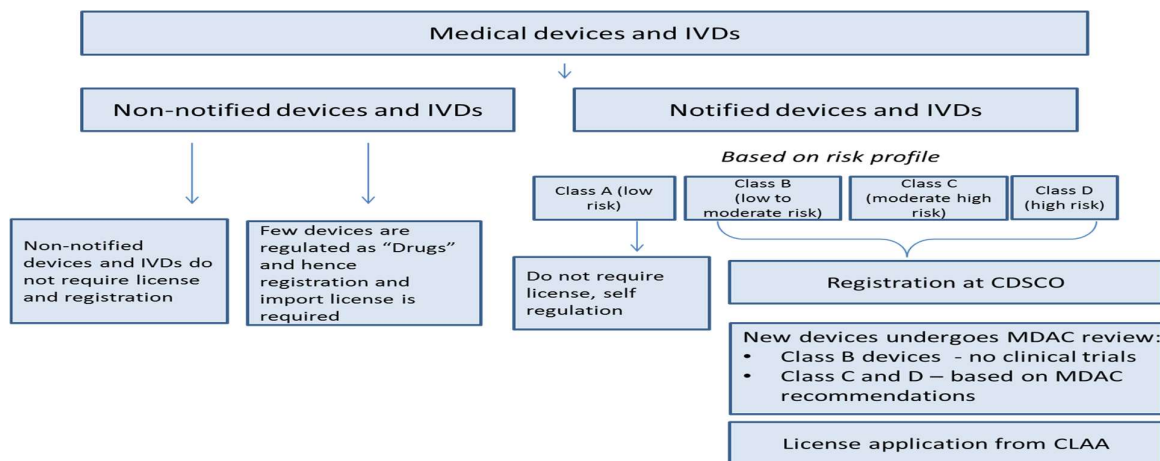 Medical devices and IVDs
Non-notified devices and IVDs
Notified devices and IVDs
Based on risk profile
Class A (low
risk)
Class B
(low to
moderate risk)
Class C
(moderate high
risk)
Class D
(high risk)
Non-notified
devices and IVDs do
not require license
and registration
Few devices are
regulated as “Drugs”
and hence
registration and
import license is
required
Do not require
license, self
regulation
Registration at CDSCO
New devices undergoes MDAC review:
• Class B devices - no clinical trials
• Class C and D – based on MDAC
recommendations
License application from CLAA